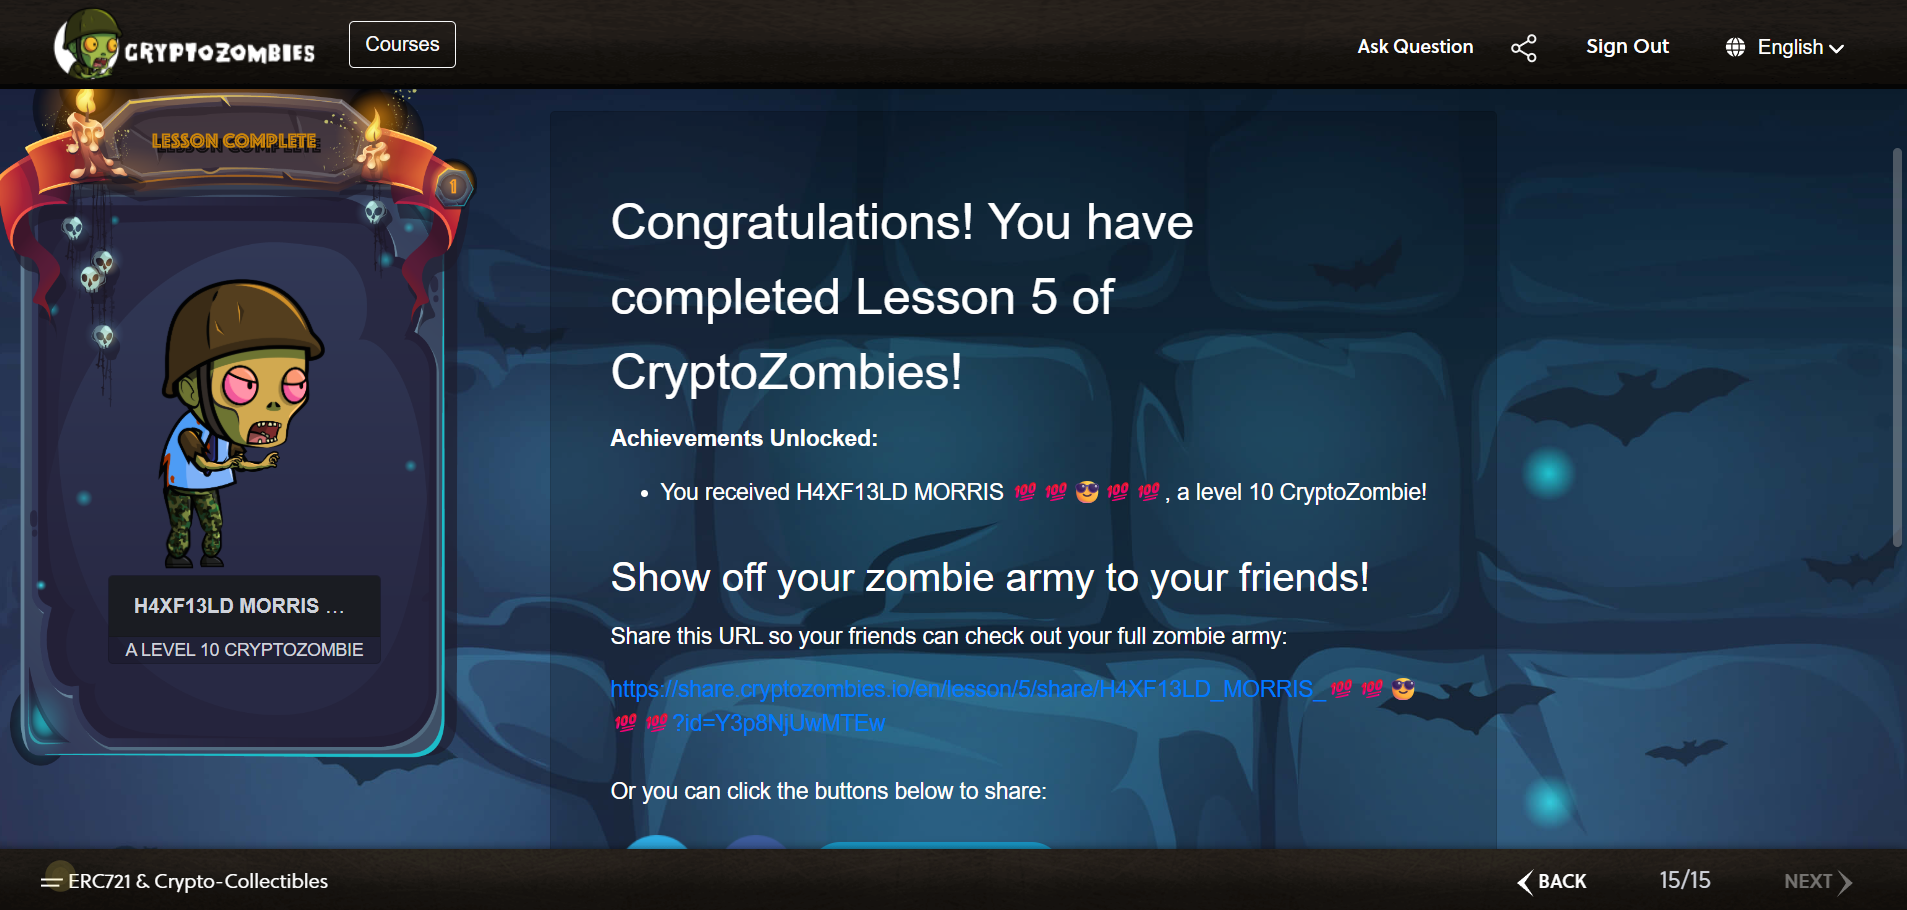 CRYPTOZOMBIES
Courses
Ask Question
Sign Out
English
LESSON COMPLETE
1
H4XF13LD MORRIS ...
A LEVEL 10 CRYPTOZOMBIE
Congratulations! You have
completed Lesson 5 of
CryptoZombies!
Achievements Unlocked:
• You received H4XF13LD MORRIS 💯💯😎💯💯, a level 10 CryptoZombie!
Show off your zombie army to your friends!
Share this URL so your friends can check out your full zombie army:
https://share.cryptozombies.io/en/lesson/5/share/H4XF13LD_MORRIS_💯💯😎
💯💯?id=Y3p8NjUwMTEw
Or you can click the buttons below to share:
ERC721 & Crypto-Collectibles
BACK
15/15
NEXT